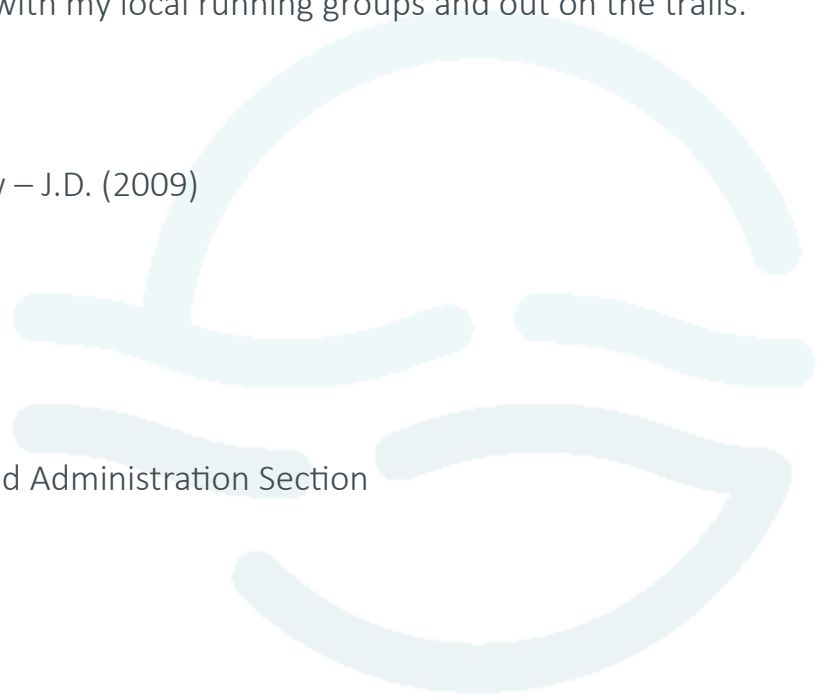 with my local running groups and out on the trails.
– J.D. (2009)
d Administration Section